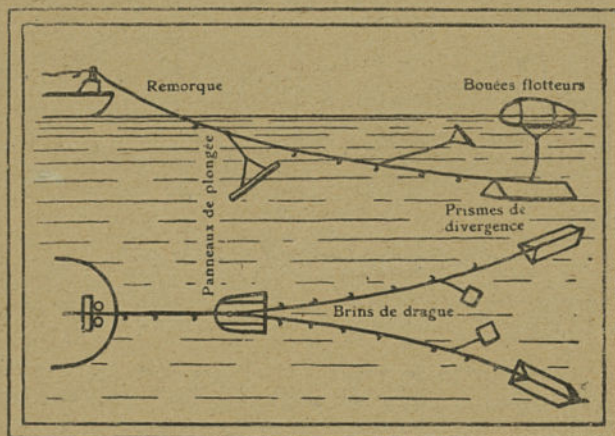 Remorque
Bouées flotteurs
Panneaux de plongée
Prismes de
divergence
Brins de drague